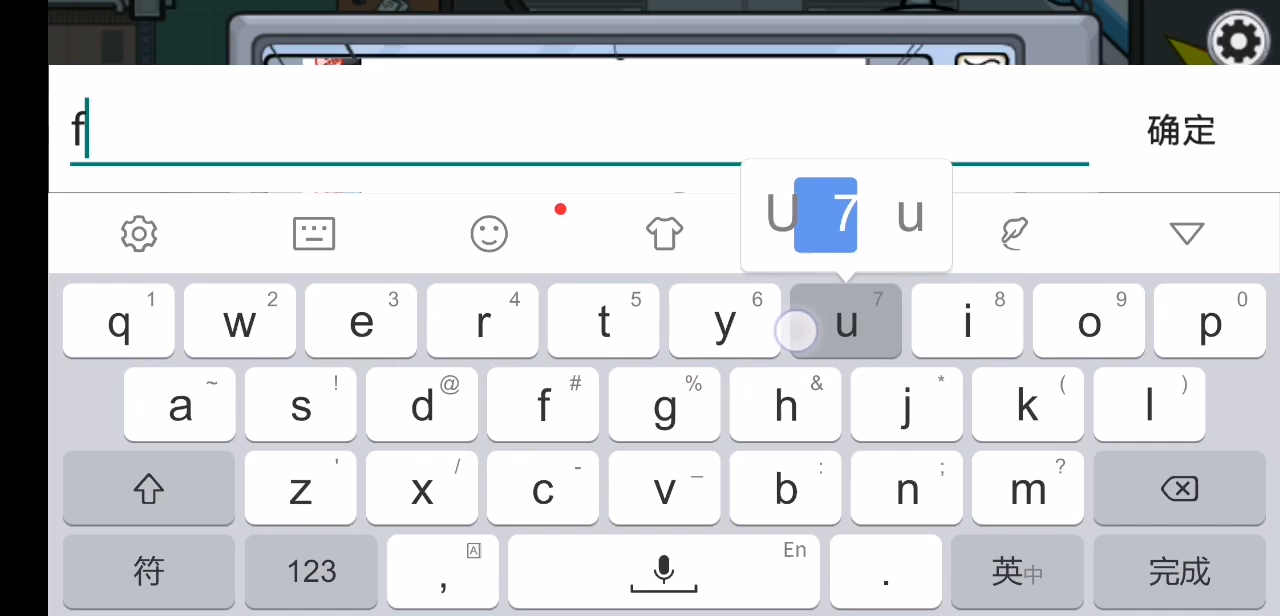 f
确定
U 7 u
q 1 w 2 e 3 r 4 t 5 y 6 u 7 i 8 o 9 p 0
a ~ s ! d @ f # g % h & j * k ( l )
z ' x / c - v _ b : n ; m ?
符 123 , A En . 英中 完成